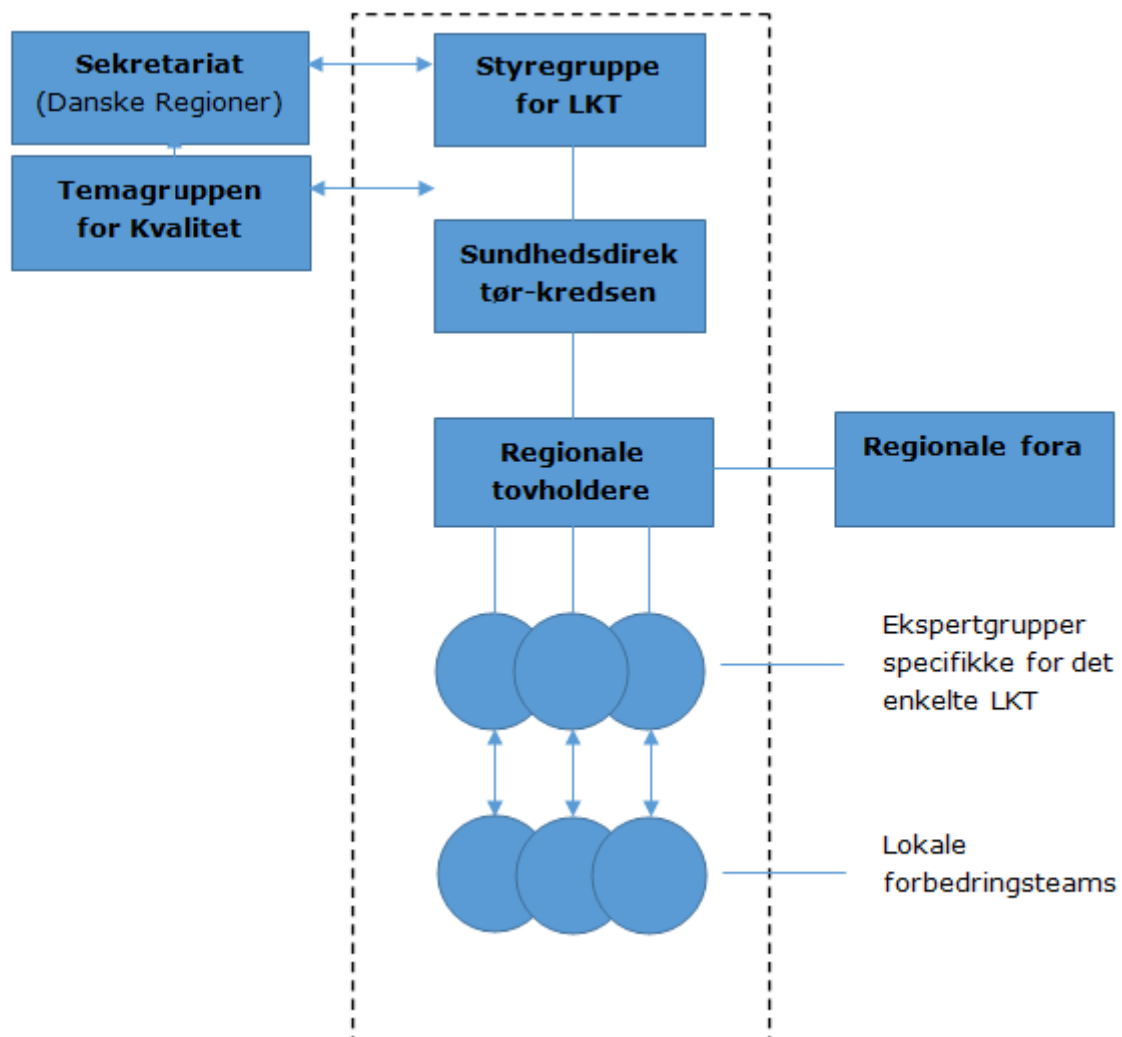 Sekretariat
(Danske Regioner)
Styregruppe
for LKT
Temagruppen
for Kvalitet
Sundhedsdirek
tør-kredsen
Regionale
tovholdere
Regionale fora
Ekspertgrupper
specifikke for det
enkelte LKT
Lokale
forbedringsteams